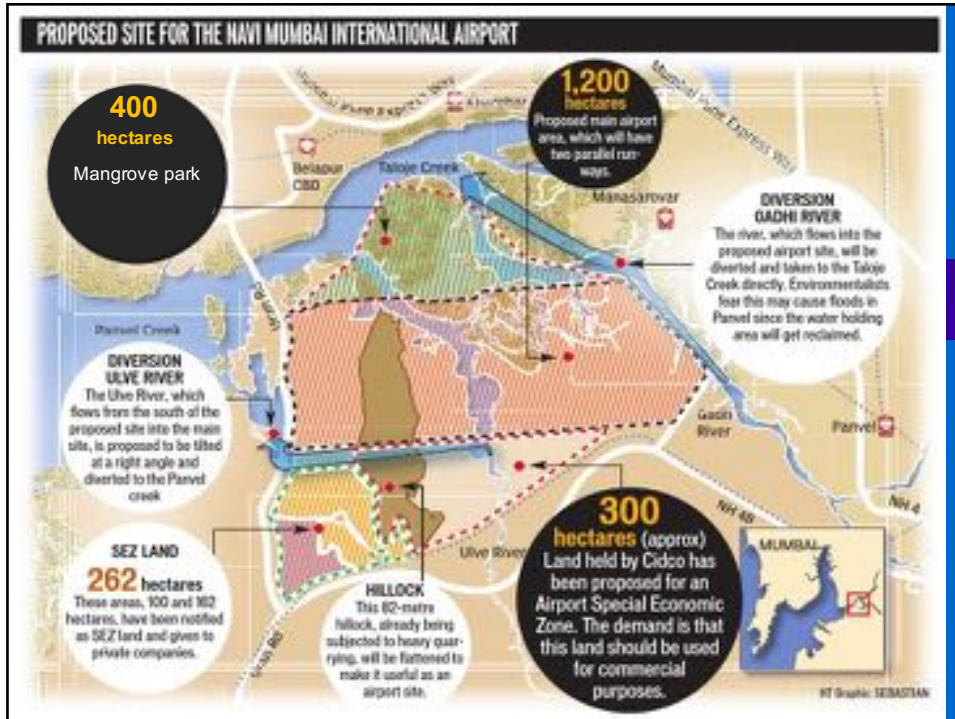 PROPOSED SITE FOR THE NAVI MUMBAI INTERNATIONAL AIRPORT
400
hectares
Mangrove park
1,200
hectares
Proposed main airport
area, which will have
two parallel run-
ways.
Mumbai Pune Express Way
Belapur
CBD
Taloje Creek
Manasarovar
DIVERSION
GADHI RIVER
The river, which flows into the
proposed airport site, will be
diverted and taken to the Taloje
Creek directly. Environmentalists
fear this may cause floods in
Panvel since the water holding
area will get reclaimed.
Panvel Creek
DIVERSION
ULVE RIVER
The Ulve River, which
flows from the south of the
proposed site into the main
site, is proposed to be tilted
at a right angle and
diverted to the Panvel
creek
River
Panvel
NH 4B
NH 4
SEZ LAND
262 hectares
These areas, 100 and 162
hectares, have been notified
as SEZ land and given to
private companies.
Ulve River
HILLOCK
This 82-metre
hillock, already being
subjected to heavy quar-
rying, will be flattened to
make it useful as an
airport site.
300
hectares (approx)
Land held by Cidco has
been proposed for an
Airport Special Economic
Zone. The demand is that
this land should be used
for commercial
purposes.
MUMBAI
HT Graphic: SEBASTIAN